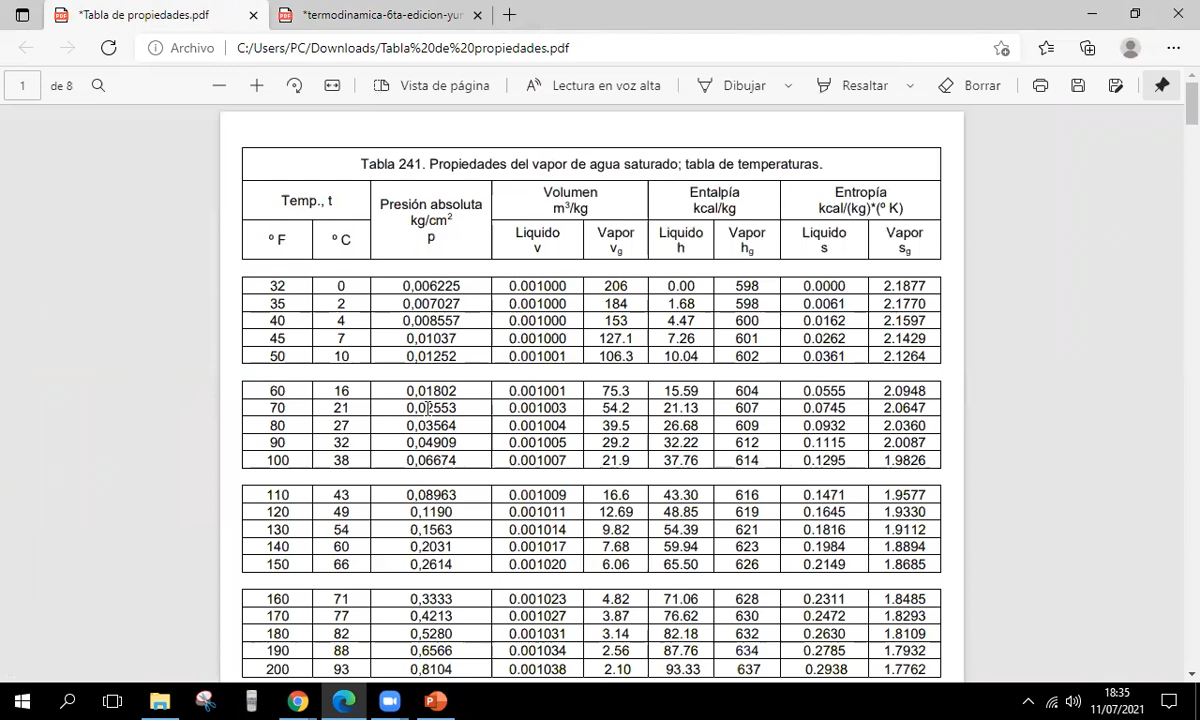 *Tabla de propiedades.pdf
*termodinamica-6ta-edicion-yur
Archivo C:/Users/PC/Downloads/Tabla%20de%20propiedades.pdf
1 de 8 Vista de página Lectura en voz alta Dibujar Resaltar Borrar
Tabla 241. Propiedades del vapor de agua saturado; tabla de temperaturas.
Temp., t Presión absoluta kg/cm² p Volumen m³/kg Entalpía kcal/kg Entropía kcal/(kg)*(º K)
º F º C Liquido v Vapor vg Liquido h Vapor hg Liquido s Vapor sg
32 0 0,006225 0.001000 206 0.00 598 0.0000 2.1877
35 2 0,007027 0.001000 184 1.68 598 0.0061 2.1770
40 4 0,008557 0.001000 153 4.47 600 0.0162 2.1597
45 7 0,01037 0.001000 127.1 7.26 601 0.0262 2.1429
50 10 0,01252 0.001001 106.3 10.04 602 0.0361 2.1264
60 16 0,01802 0.001001 75.3 15.59 604 0.0555 2.0948
70 21 0,02553 0.001003 54.2 21.13 607 0.0745 2.0647
80 27 0,03564 0.001004 39.5 26.68 609 0.0932 2.0360
90 32 0,04909 0.001005 29.2 32.22 612 0.1115 2.0087
100 38 0,06674 0.001007 21.9 37.76 614 0.1295 1.9826
110 43 0,08963 0.001009 16.6 43.30 616 0.1471 1.9577
120 49 0,1190 0.001011 12.69 48.85 619 0.1645 1.9330
130 54 0,1563 0.001014 9.82 54.39 621 0.1816 1.9112
140 60 0,2031 0.001017 7.68 59.94 623 0.1984 1.8894
150 66 0,2614 0.001020 6.06 65.50 626 0.2149 1.8685
160 71 0,3333 0.001023 4.82 71.06 628 0.2311 1.8485
170 77 0,4213 0.001027 3.87 76.62 630 0.2472 1.8293
180 82 0,5280 0.001031 3.14 82.18 632 0.2630 1.8109
190 88 0,6566 0.001034 2.56 87.76 634 0.2785 1.7932
200 93 0,8104 0.001038 2.10 93.33 637 0.2938 1.7762
18:35
11/07/2021